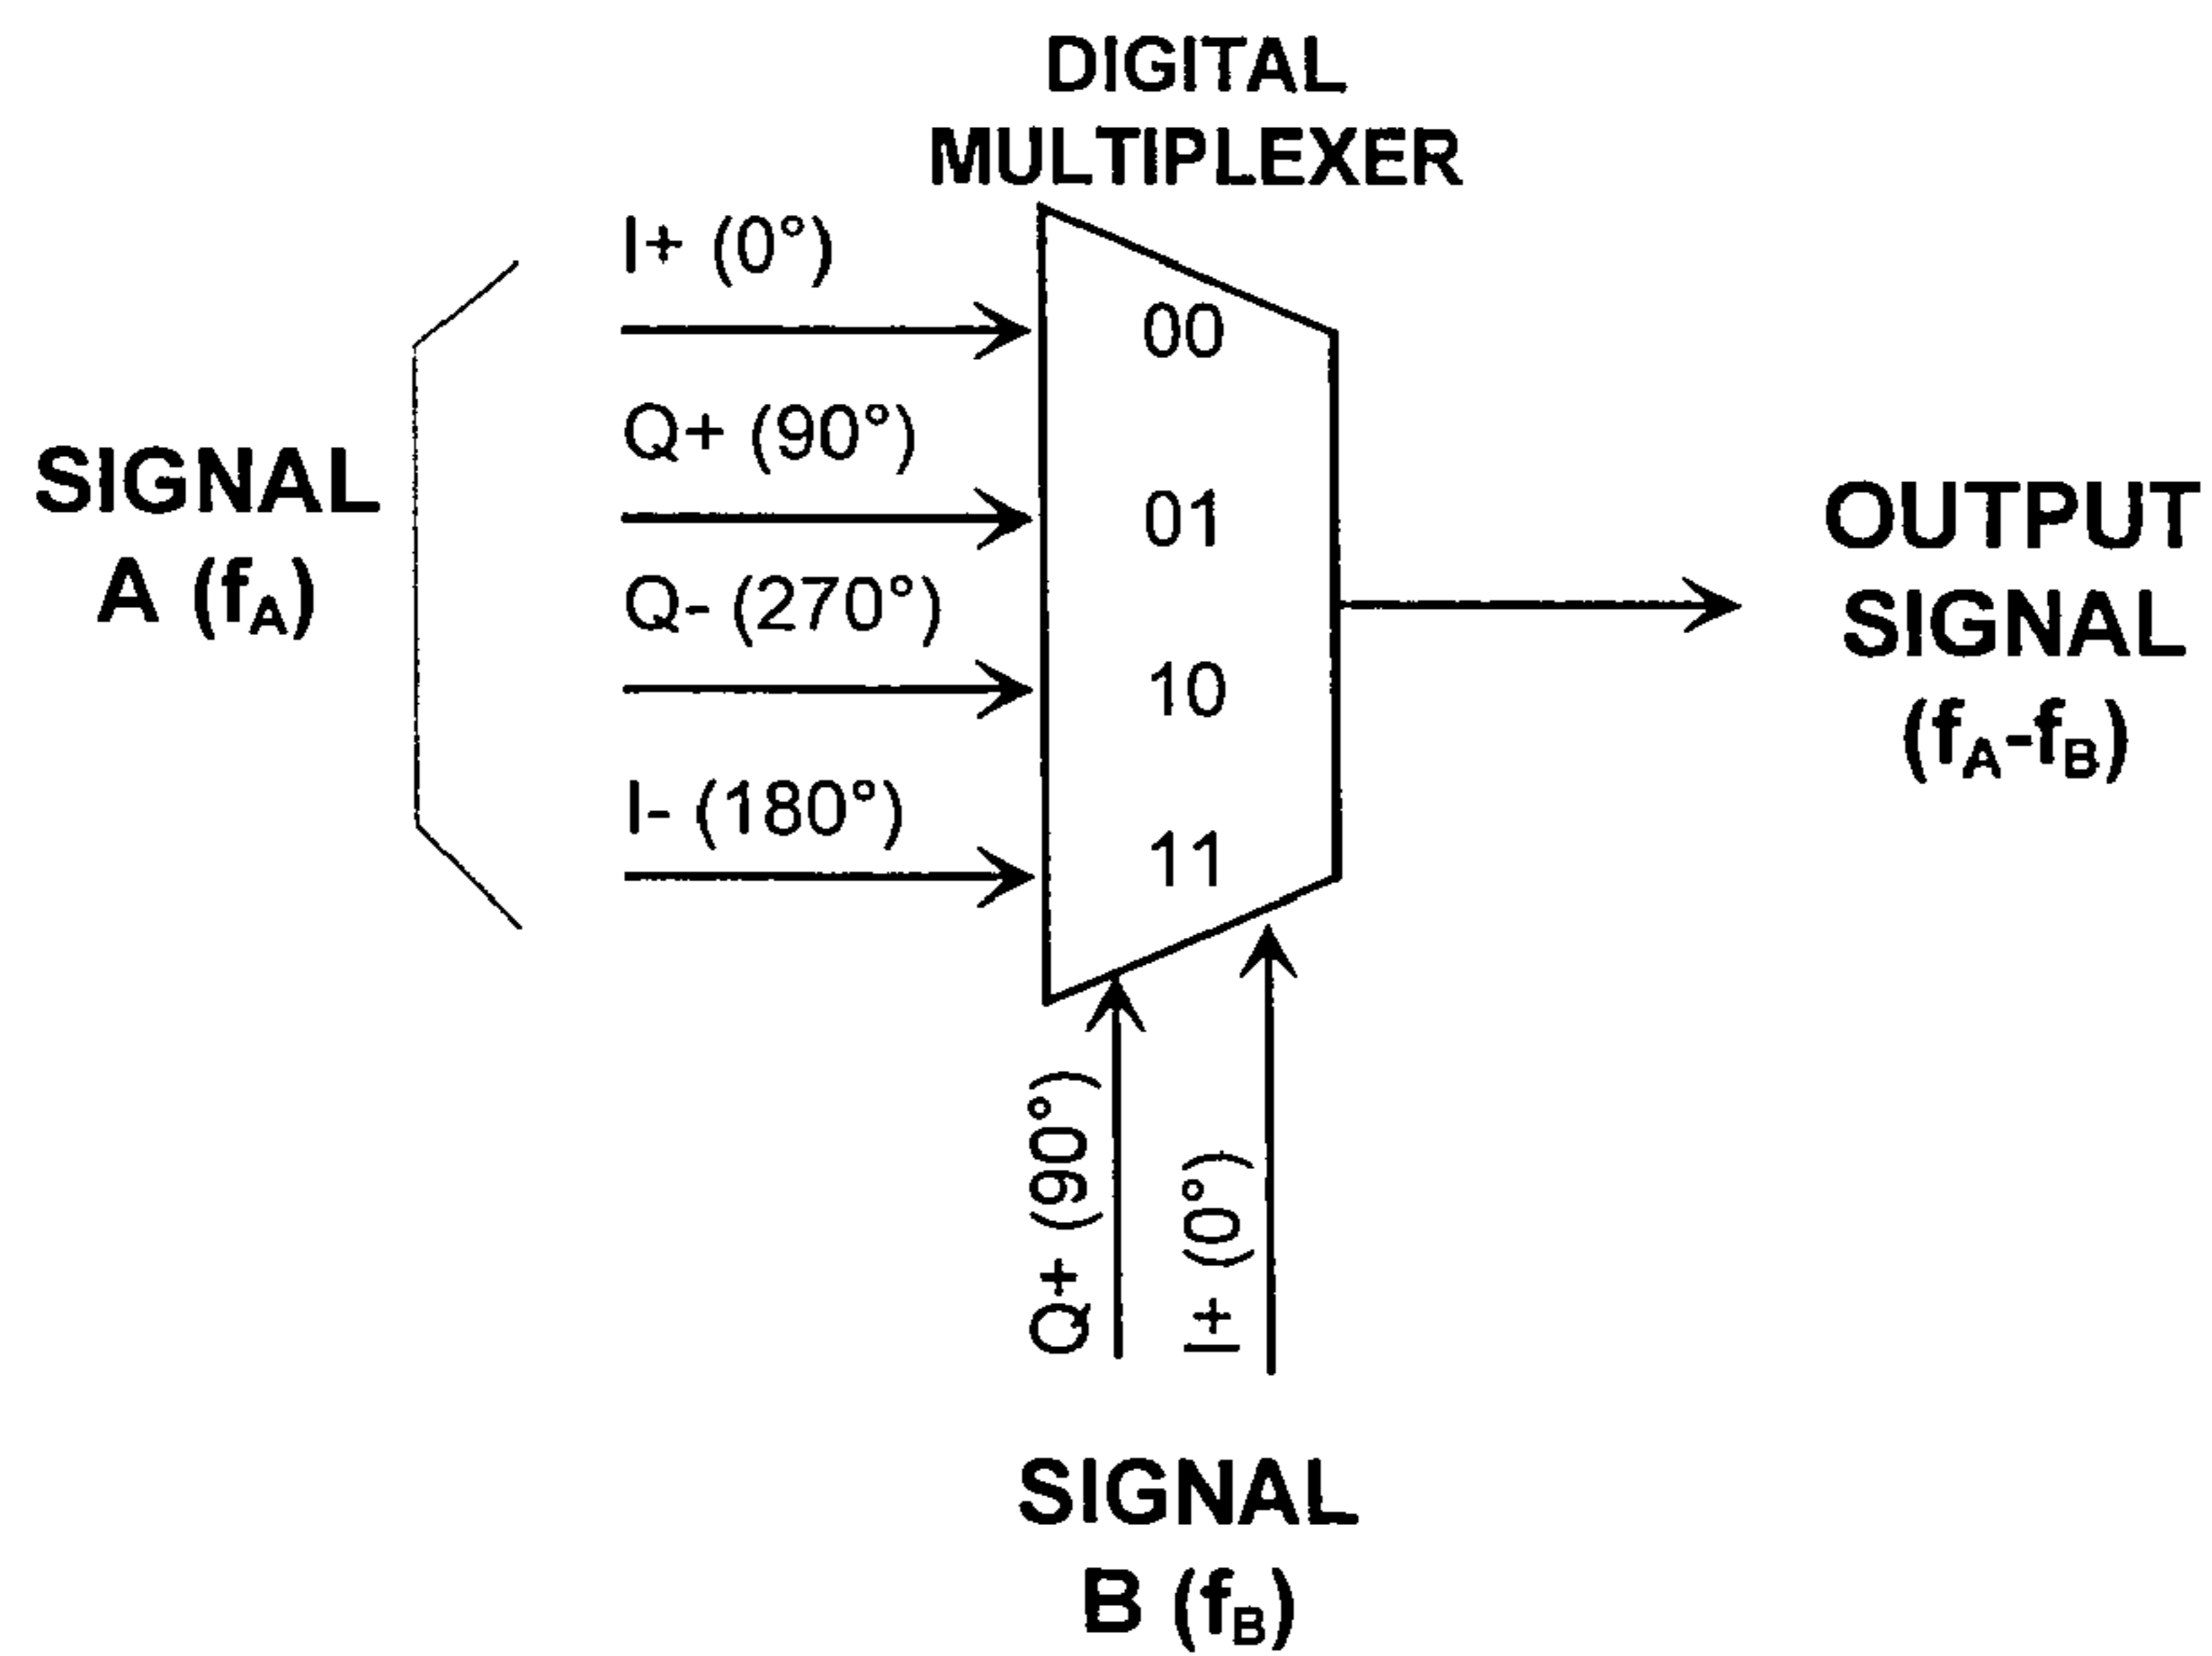 DIGITAL
MULTIPLEXER
I+ (0°)
00
Q+ (90°)
01
Q- (270°)
10
I- (180°)
11
SIGNAL
A (fA)
OUTPUT
SIGNAL
(fA-fB)
Q+ (90°)
I+ (0°)
SIGNAL
B (fB)